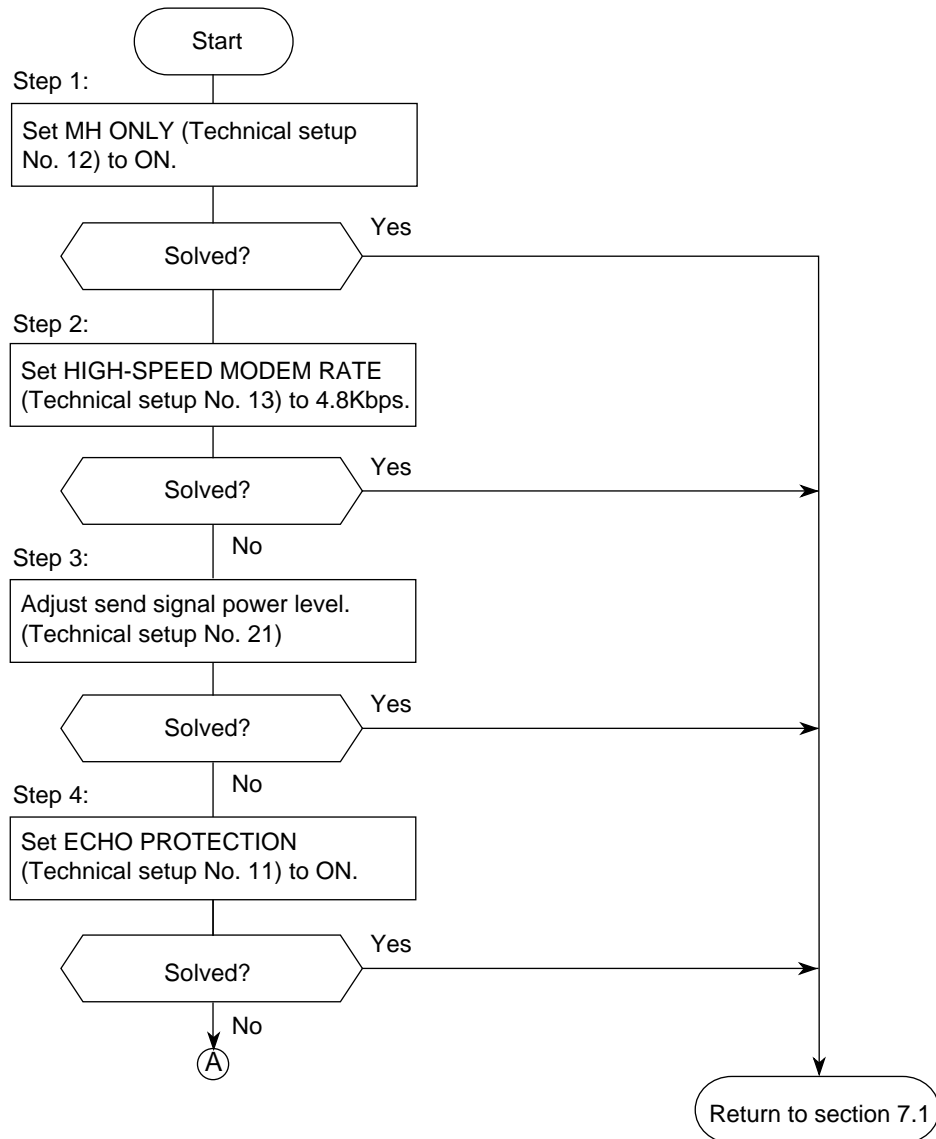 Start
Step 1:
Set MH ONLY (Technical setup
No. 12) to ON.
Yes
Solved?
Step 2:
Set HIGH-SPEED MODEM RATE
(Technical setup No. 13) to 4.8Kbps.
Yes
Solved?
No
Step 3:
Adjust send signal power level.
(Technical setup No. 21)
Yes
Solved?
No
Step 4:
Set ECHO PROTECTION
(Technical setup No. 11) to ON.
Yes
Solved?
No
A
Return to section 7.1